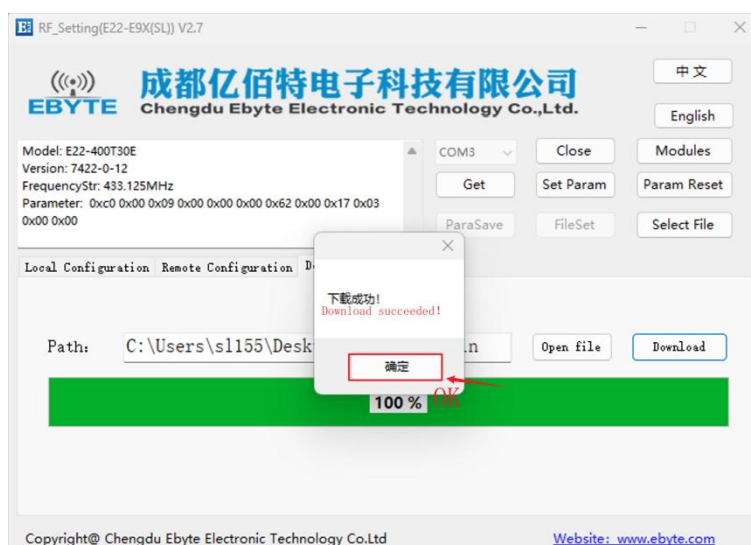 RF_Setting(E22-E9X(SL)) V2.7
EBYTE
成都亿佰特电子科技有限公司
Chengdu Ebyte Electronic Technology Co.,Ltd.
中文
English
Model: E22-400T30E
Version: 7422-0-12
FrequencyStr: 433.125MHz
Parameter: 0xc0 0x00 0x09 0x00 0x00 0x00 0x62 0x00 0x17 0x03
0x00 0x00
COM3
Close
Modules
Get
Set Param
Param Reset
ParaSave
FileSet
Select File
Local Configuration
Remote Configuration
下载成功!
Download succeeded!
Path:
C:\Users\sl155\Desk
Open file
Download
确定
OK
100 %
Copyright@ Chengdu Ebyte Electronic Technology Co.Ltd
Website: www.ebyte.com